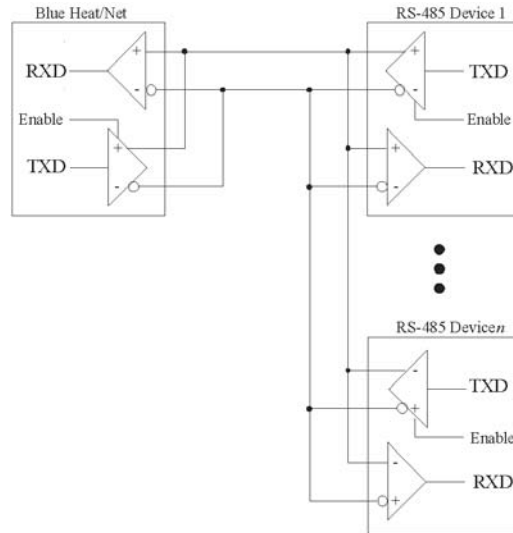 Blue Heat/Net
RXD
+
-
Enable
TXD
+
-
RS-485 Device 1
+
-
TXD
Enable
+
-
RXD
RS-485 Devicen
-
+
TXD
Enable
-
+
RXD